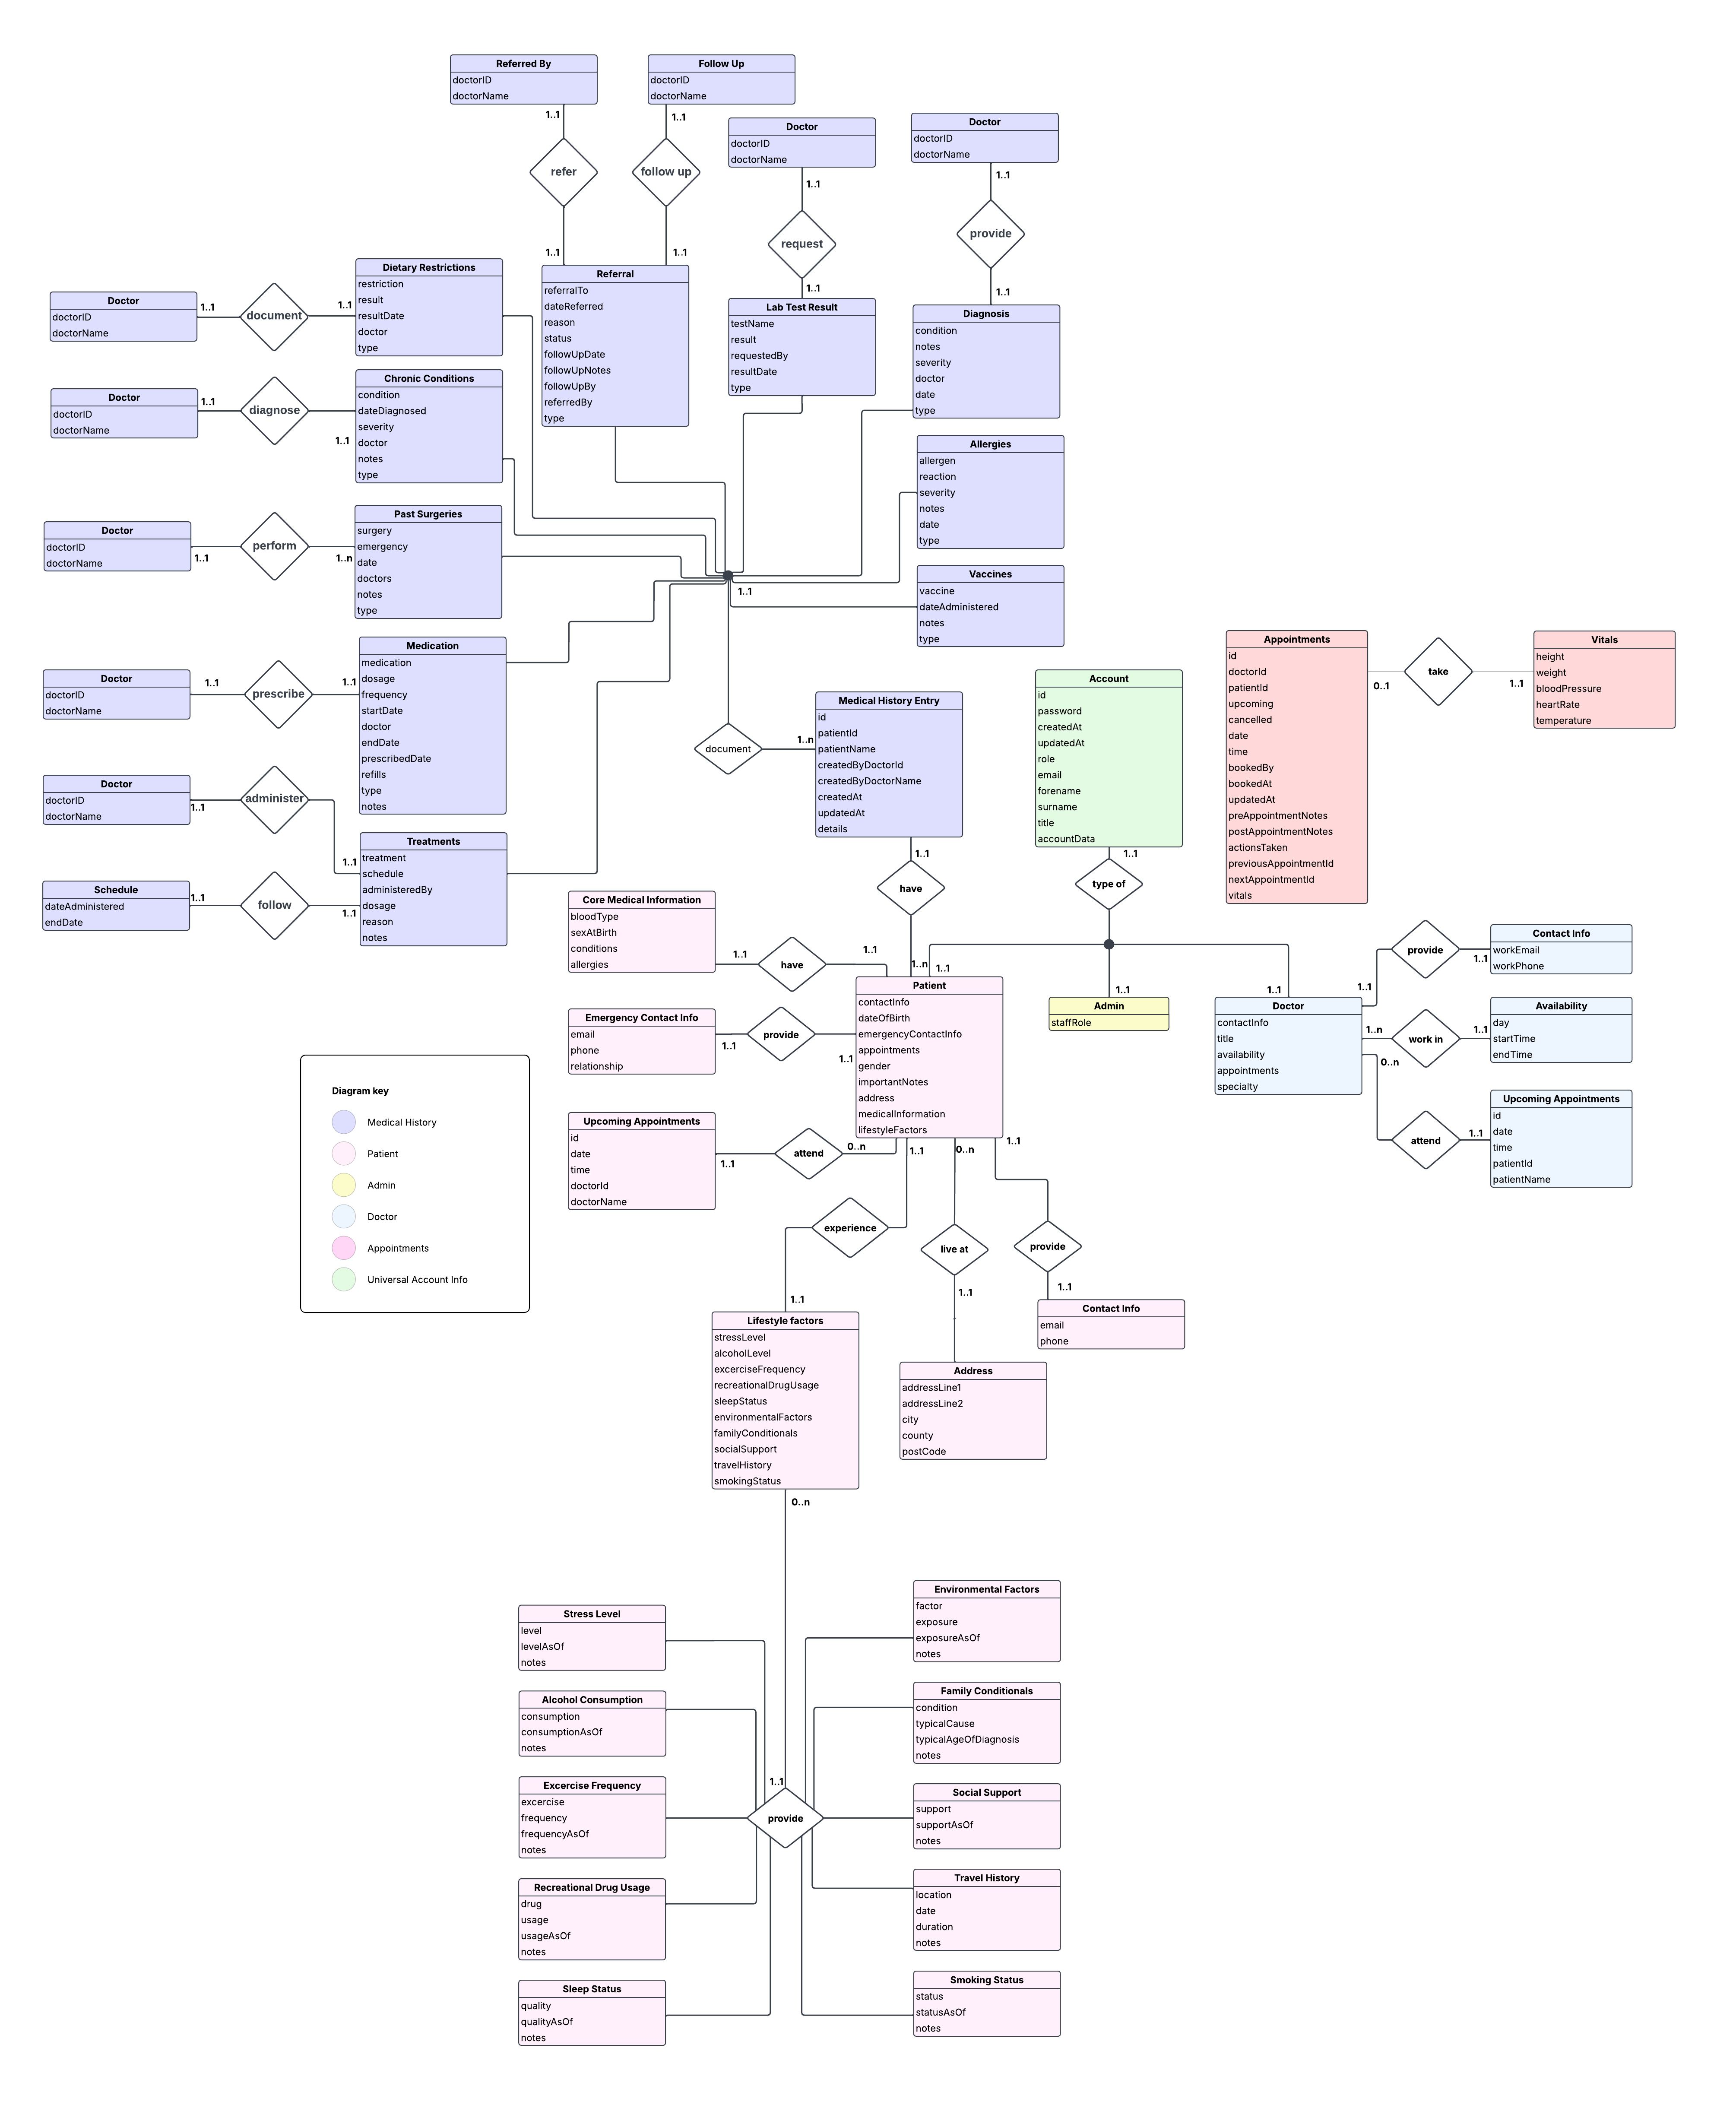 Referred By
doctorID
doctorName
1..1
refer
1..1
Follow Up
doctorID
doctorName
1..1
follow up
1..1
Doctor
doctorID
doctorName
1..1
request
1..1
Doctor
doctorID
doctorName
1..1
provide
1..1
Doctor
doctorID
doctorName
1..1
document
1..1
Dietary Restrictions
restriction
result
resultDate
doctor
type
Referral
referralTo
dateReferred
reason
status
followUpDate
followUpNotes
followUpBy
referredBy
type
Lab Test Result
testName
result
requestedBy
resultDate
type
Diagnosis
condition
notes
severity
doctor
date
type
Doctor
doctorID
doctorName
1..1
diagnose
1..1
Chronic Conditions
condition
dateDiagnosed
severity
doctor
notes
type
Allergies
allergen
reaction
severity
notes
date
type
Doctor
doctorID
doctorName
1..1
perform
1..n
Past Surgeries
surgery
emergency
date
doctors
notes
type
1..1
Vaccines
vaccine
dateAdministered
notes
type
Doctor
doctorID
doctorName
1..1
prescribe
1..1
Medication
medication
dosage
frequency
startDate
doctor
endDate
prescribedDate
refills
type
notes
document
1..n
Medical History Entry
id
patientId
patientName
createdByDoctorId
createdByDoctorName
createdAt
updatedAt
details
1..1
have
1..n
Account
id
password
createdAt
updatedAt
role
email
forename
surname
title
accountData
1..1
type of
1..1
1..1
1..1
Appointments
id
doctorId
patientId
upcoming
cancelled
date
time
bookedBy
bookedAt
updatedAt
preAppointmentNotes
postAppointmentNotes
actionsTaken
previousAppointmentId
nextAppointmentId
vitals
0..1
take
1..1
Vitals
height
weight
bloodPressure
heartRate
temperature
Doctor
doctorID
doctorName
1..1
administer
1..1
Treatments
treatment
schedule
administeredBy
dosage
reason
notes
Schedule
dateAdministered
endDate
1..1
follow
1..1
Core Medical Information
bloodType
sexAtBirth
conditions
allergies
1..1
have
1..1
Patient
contactInfo
dateOfBirth
emergencyContactInfo
appointments
gender
importantNotes
address
medicalInformation
lifestyleFactors
Admin
staffRole
Doctor
contactInfo
title
availability
appointments
specialty
1..1
provide
1..1
Contact Info
workEmail
workPhone
1..n
work in
1..1
Availability
day
startTime
endTime
0..n
attend
1..1
Upcoming Appointments
id
date
time
patientId
patientName
Emergency Contact Info
email
phone
relationship
1..1
provide
1..1
Upcoming Appointments
id
date
time
doctorId
doctorName
1..1
attend
0..n
1..1
experience
1..1
0..n
live at
1..1
1..1
provide
1..1
Contact Info
email
phone
Address
addressLine1
addressLine2
city
county
postCode
Diagram key
Medical History
Patient
Admin
Doctor
Appointments
Universal Account Info
Lifestyle factors
stressLevel
alcoholLevel
excerciseFrequency
recreationalDrugUsage
sleepStatus
environmentalFactors
familyConditionals
socialSupport
travelHistory
smokingStatus
0..n
1..1
provide
Stress Level
level
levelAsOf
notes
Alcohol Consumption
consumption
consumptionAsOf
notes
Excercise Frequency
excercise
frequency
frequencyAsOf
notes
Recreational Drug Usage
drug
usage
usageAsOf
notes
Sleep Status
quality
qualityAsOf
notes
Environmental Factors
factor
exposure
exposureAsOf
notes
Family Conditionals
condition
typicalCause
typicalAgeOfDiagnosis
notes
Social Support
support
supportAsOf
notes
Travel History
location
date
duration
notes
Smoking Status
status
statusAsOf
notes